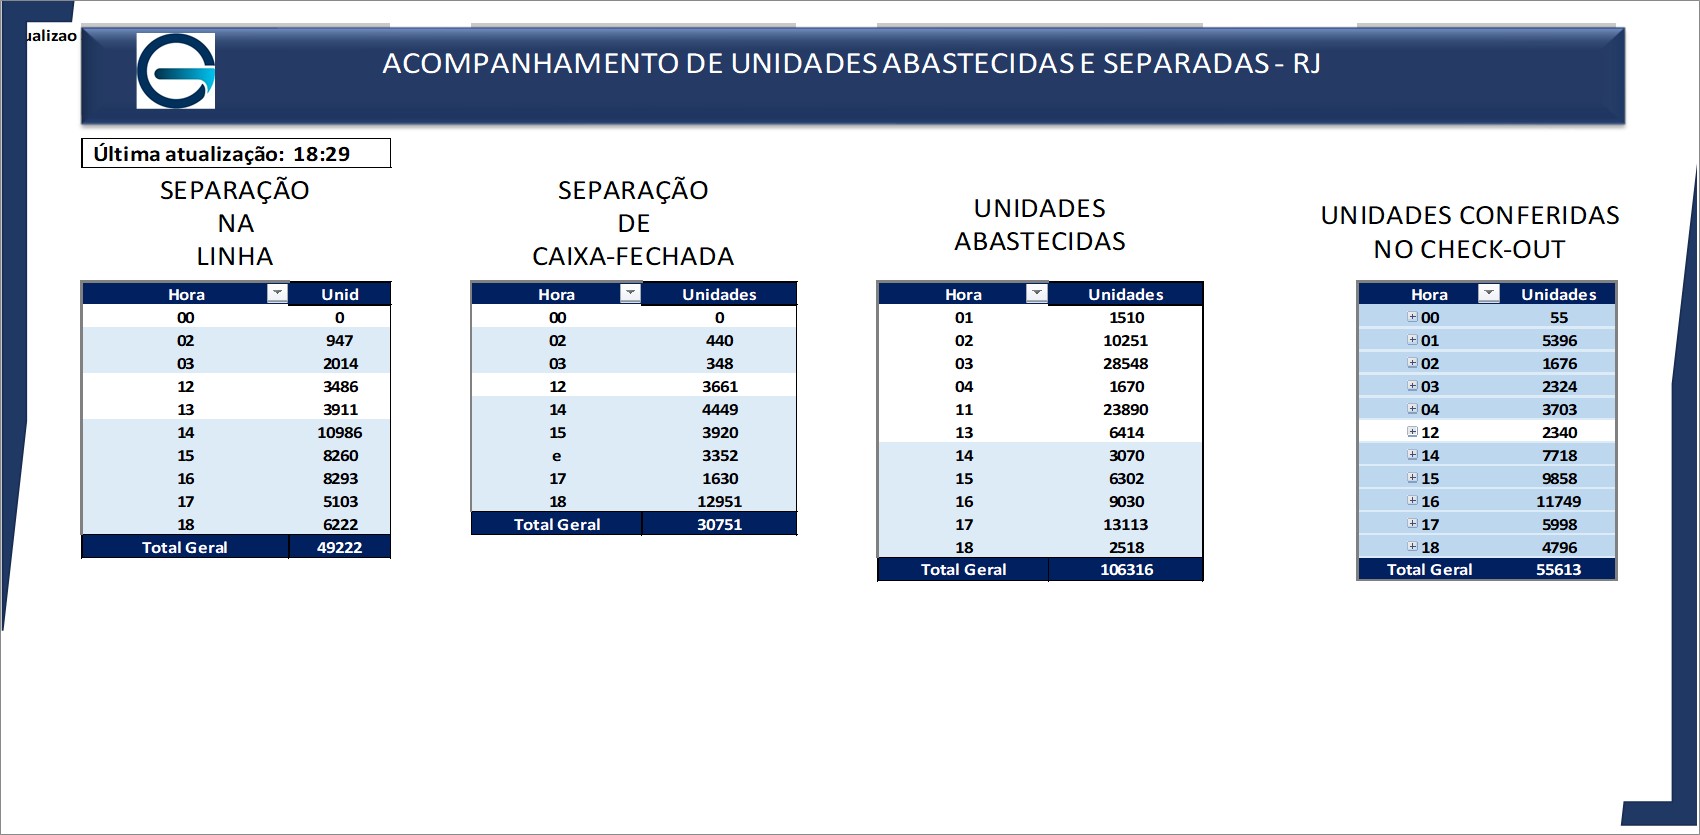 ualizao
ACOMPANHAMENTO DE UNIDADES ABASTECIDAS E SEPARADAS - RJ
Última atualização: 18:29
SEPARAÇÃO
NA
LINHA
Hora Unid
00 0
02 947
03 2014
12 3486
13 3911
14 10986
15 8260
16 8293
17 5103
18 6222
Total Geral 49222
SEPARAÇÃO
DE
CAIXA-FECHADA
Hora Unidades
00 0
02 440
03 348
12 3661
14 4449
15 3920
e 3352
17 1630
18 12951
Total Geral 30751
UNIDADES
ABASTECIDAS
Hora Unidades
01 1510
02 10251
03 28548
04 1670
11 23890
13 6414
14 3070
15 6302
16 9030
17 13113
18 2518
Total Geral 106316
UNIDADES CONFERIDAS
NO CHECK-OUT
Hora Unidades
00 55
01 5396
02 1676
03 2324
04 3703
12 2340
14 7718
15 9858
16 11749
17 5998
18 4796
Total Geral 55613